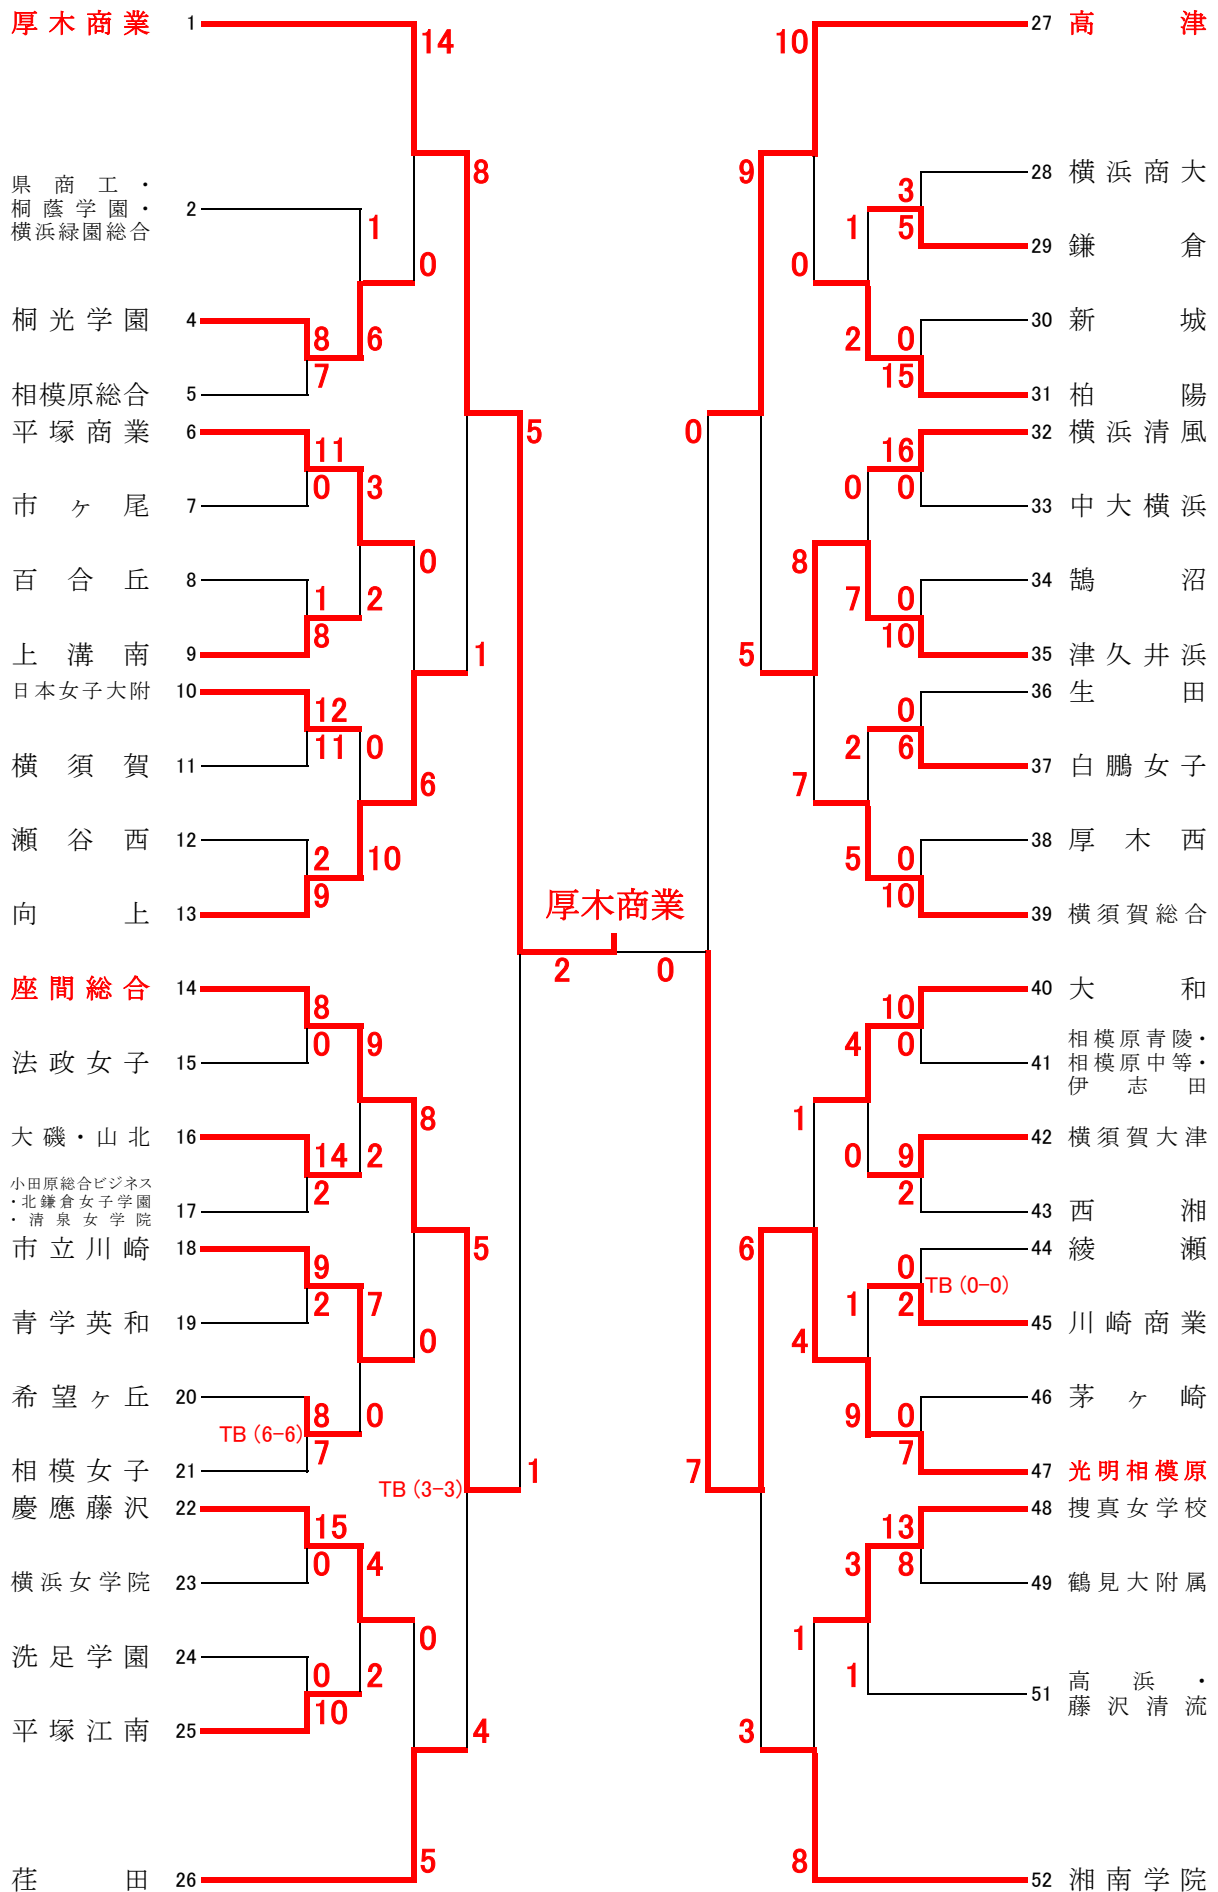 厚木商業 1
14
県商工・
桐蔭学園・
横浜緑園総合
2
8
1
0
桐光学園 4
8
6
7
相模原総合 5
平塚商業 6
11
5
0
3
市ヶ尾 7
0
百合丘 8
1
2
8
上溝南 9
1
日本女子大附 10
12
11
0
横須賀 11
6
瀬谷西 12
2
10
9
向上 13
厚木商業
2
0
座間総合 14
8
0
9
法政女子 15
8
大磯・山北 16
14
2
2
小田原総合ビジネス
・北鎌倉女子学園
・清泉女学院
17
市立川崎 18
9
5
2
7
青学英和 19
0
希望ヶ丘 20
8
0
TB (6-6)
7
相模女子 21
1
TB (3-3)
慶應藤沢 22
15
0
4
横浜女学院 23
0
洗足学園 24
0
2
10
平塚江南 25
4
5
荏田 26
27 高津
10
9
28 横浜商大
3
1
5
29 鎌倉
0
30 新城
2
0
15
31 柏陽
0
32 横浜清風
16
0
0
33 中大横浜
8
34 鵠沼
7
0
10
35 津久井浜
5
36 生田
0
2
6
37 白鵬女子
7
38 厚木西
5
0
10
39 横須賀総合
40 大和
10
4
0
41
相模原青陵・
相模原中等・
伊志田
1
42 横須賀大津
0
9
2
43 西湘
6
44 綾瀬
0
TB (0-0)
1
2
45 川崎商業
4
46 茅ヶ崎
9
0
7
47 光明相模原
7
48 捜真女学校
13
3
8
49 鶴見大附属
1
1
51
高浜・
藤沢清流
3
8
52 湘南学院